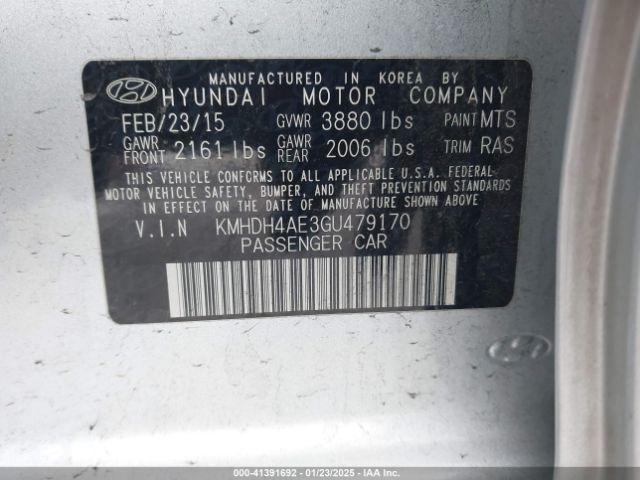 MANUFACTURED IN KOREA BY
HYUNDAI MOTOR COMPANY
FEB/23/15 GVWR 3880 lbs PAINT MTS
GAWR FRONT 2161 lbs GAWR REAR 2006 lbs TRIM RAS
THIS VEHICLE CONFORMS TO ALL APPLICABLE U.S.A. FEDERAL
MOTOR VEHICLE SAFETY, BUMPER, AND THEFT PREVENTION STANDARDS
IN EFFECT ON THE DATE OF MANUFACTURE SHOWN ABOVE
V.I.N KMHDH4AE3GU479170
PASSENGER CAR
000-41391692 - 01/23/2025 - IAA Inc.